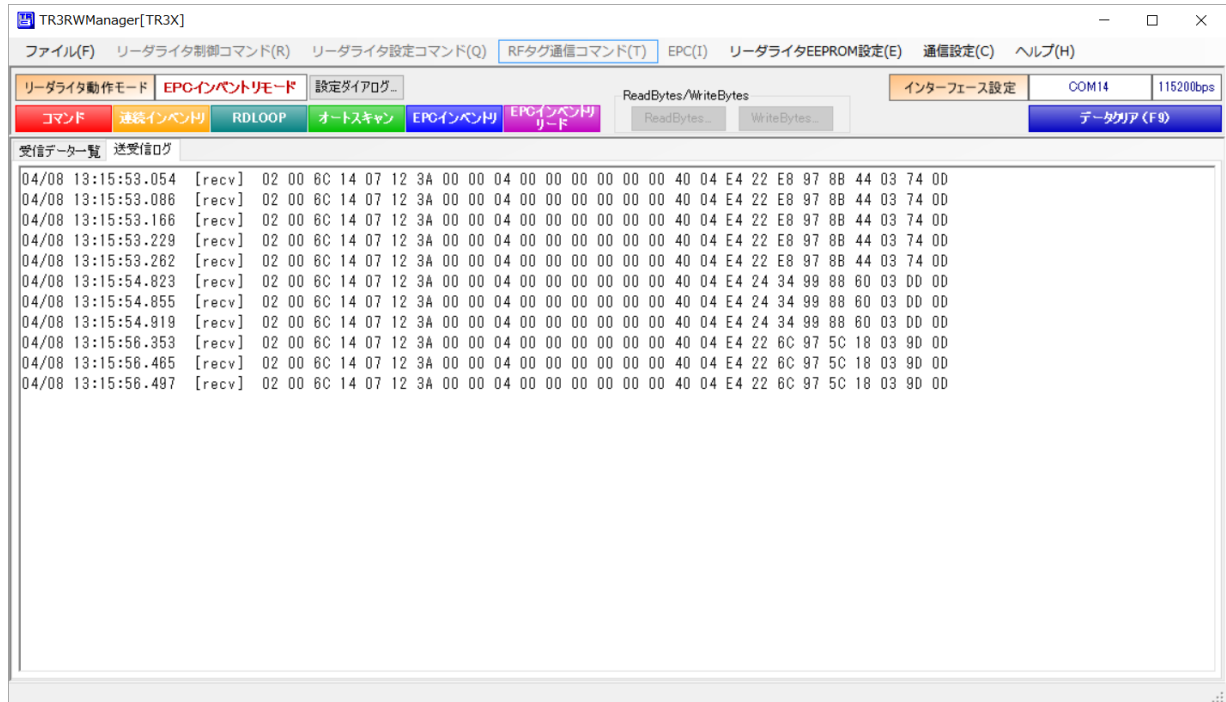 TR3RWManager[TR3X]
ファイル(F) リーダライタ制御コマンド(R) リーダライタ設定コマンド(Q) RFタグ通信コマンド(T) EPC(I) リーダライタEEPROM設定(E) 通信設定(C) ヘルプ(H)
リーダライタ動作モード EPCインベントリモード 設定ダイアログ... ReadBytes/WriteBytes インターフェース設定 COM14 115200bps
コマンド 連続インベントリ RDLOOP オートスキャン EPCインベントリ EPCインベントリ ReadBytes... WriteBytes... データクリア(F9)
リード
受信データ一覧 送受信ログ
04/08 13:15:53.054 [recv] 02 00 6C 14 07 12 3A 00 00 04 00 00 00 00 00 00 40 04 E4 22 E8 97 8B 44 03 74 0D
04/08 13:15:53.086 [recv] 02 00 6C 14 07 12 3A 00 00 04 00 00 00 00 00 00 40 04 E4 22 E8 97 8B 44 03 74 0D
04/08 13:15:53.166 [recv] 02 00 6C 14 07 12 3A 00 00 04 00 00 00 00 00 00 40 04 E4 22 E8 97 8B 44 03 74 0D
04/08 13:15:53.229 [recv] 02 00 6C 14 07 12 3A 00 00 04 00 00 00 00 00 00 40 04 E4 22 E8 97 8B 44 03 74 0D
04/08 13:15:53.262 [recv] 02 00 6C 14 07 12 3A 00 00 04 00 00 00 00 00 00 40 04 E4 22 E8 97 8B 44 03 74 0D
04/08 13:15:54.823 [recv] 02 00 6C 14 07 12 3A 00 00 04 00 00 00 00 00 00 40 04 E4 24 34 99 88 60 03 DD 0D
04/08 13:15:54.855 [recv] 02 00 6C 14 07 12 3A 00 00 04 00 00 00 00 00 00 40 04 E4 24 34 99 88 60 03 DD 0D
04/08 13:15:54.919 [recv] 02 00 6C 14 07 12 3A 00 00 04 00 00 00 00 00 00 40 04 E4 24 34 99 88 60 03 DD 0D
04/08 13:15:56.353 [recv] 02 00 6C 14 07 12 3A 00 00 04 00 00 00 00 00 00 40 04 E4 22 6C 97 5C 18 03 9D 0D
04/08 13:15:56.465 [recv] 02 00 6C 14 07 12 3A 00 00 04 00 00 00 00 00 00 40 04 E4 22 6C 97 5C 18 03 9D 0D
04/08 13:15:56.497 [recv] 02 00 6C 14 07 12 3A 00 00 04 00 00 00 00 00 00 40 04 E4 22 6C 97 5C 18 03 9D 0D